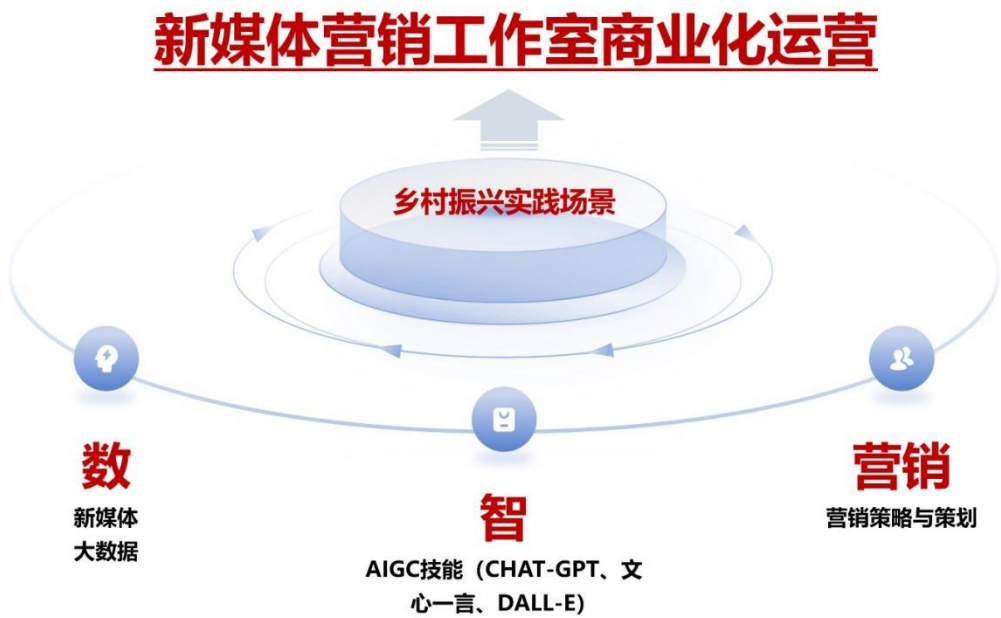 新媒体营销工作室商业化运营
乡村振兴实践场景
数
新媒体
大数据
智
AIGC技能（CHAT-GPT、文
心一言、DALL-E）
营销
营销策略与策划